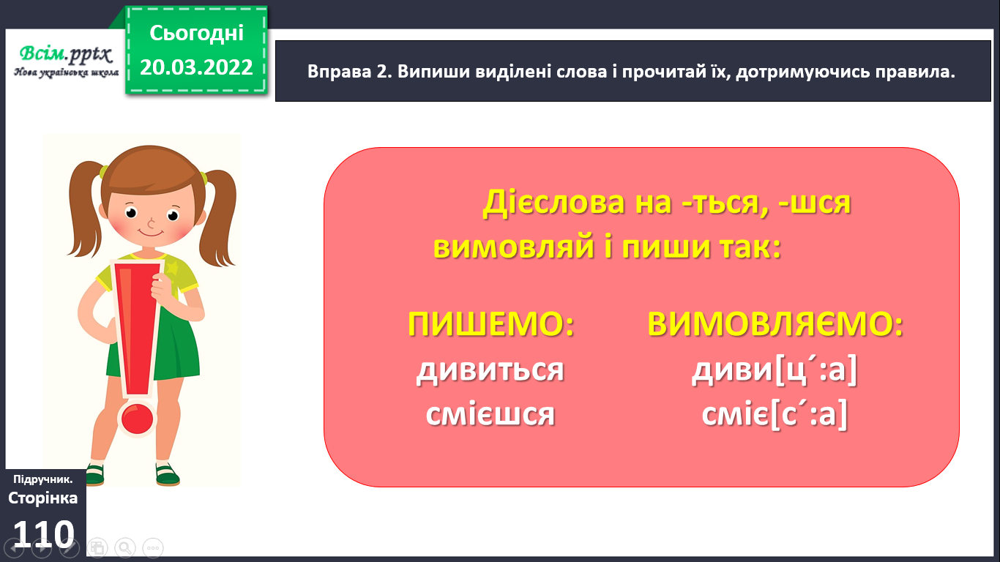 Сьогодні
20.03.2022
Всім.pptx
Нова українська школа
Вправа 2. Випиши виділені слова і прочитай їх, дотримуючись правила.
Дієслова на -ться, -шся
вимовляй і пиши так:
ПИШЕМО: ВИМОВЛЯЄМО:
дивиться диви[ц´:а]
смієшся сміє[с´:а]
Підручник.
Сторінка
110